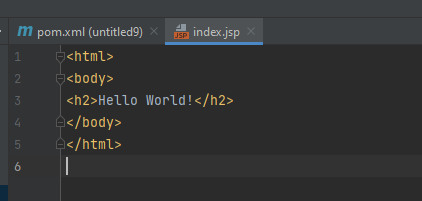 pom.xml (untitled9) index.jsp
1 <html>
2 <body>
3 <h2>Hello World!</h2>
4 </body>
5 </html>
6